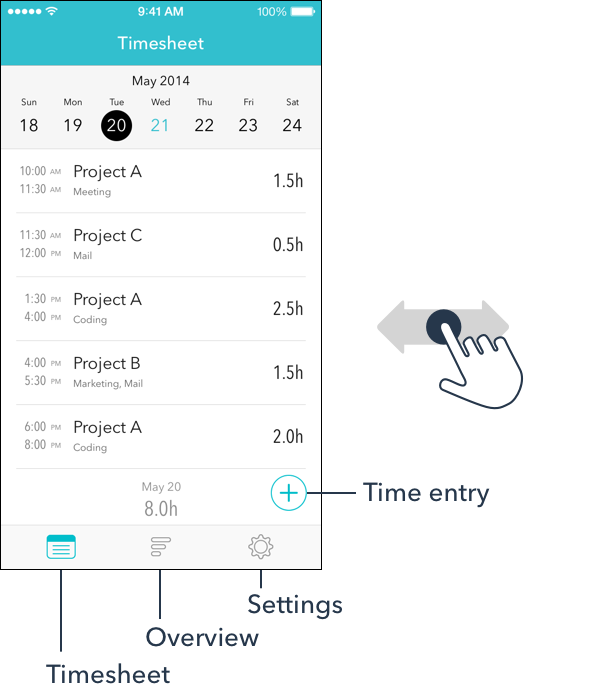 9:41 AM 100%
Timesheet
May 2014
Sun Mon Tue Wed Thu Fri Sat
18 19 20 21 22 23 24
10:00 AM Project A
11:30 AM Meeting 1.5h
11:30 AM Project C
12:00 PM Mail 0.5h
1:30 PM Project A
4:00 PM Coding 2.5h
4:00 PM Project B
5:30 PM Marketing, Mail 1.5h
6:00 PM Project A
8:00 PM Coding 2.0h
May 20
8.0h
Time entry
Settings
Overview
Timesheet